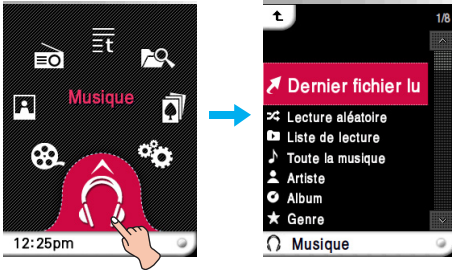 t
Musique
12:25pm
1/8
Dernier fichier lu
Lecture aléatoire
Liste de lecture
Toute la musique
Artiste
Album
Genre
Musique